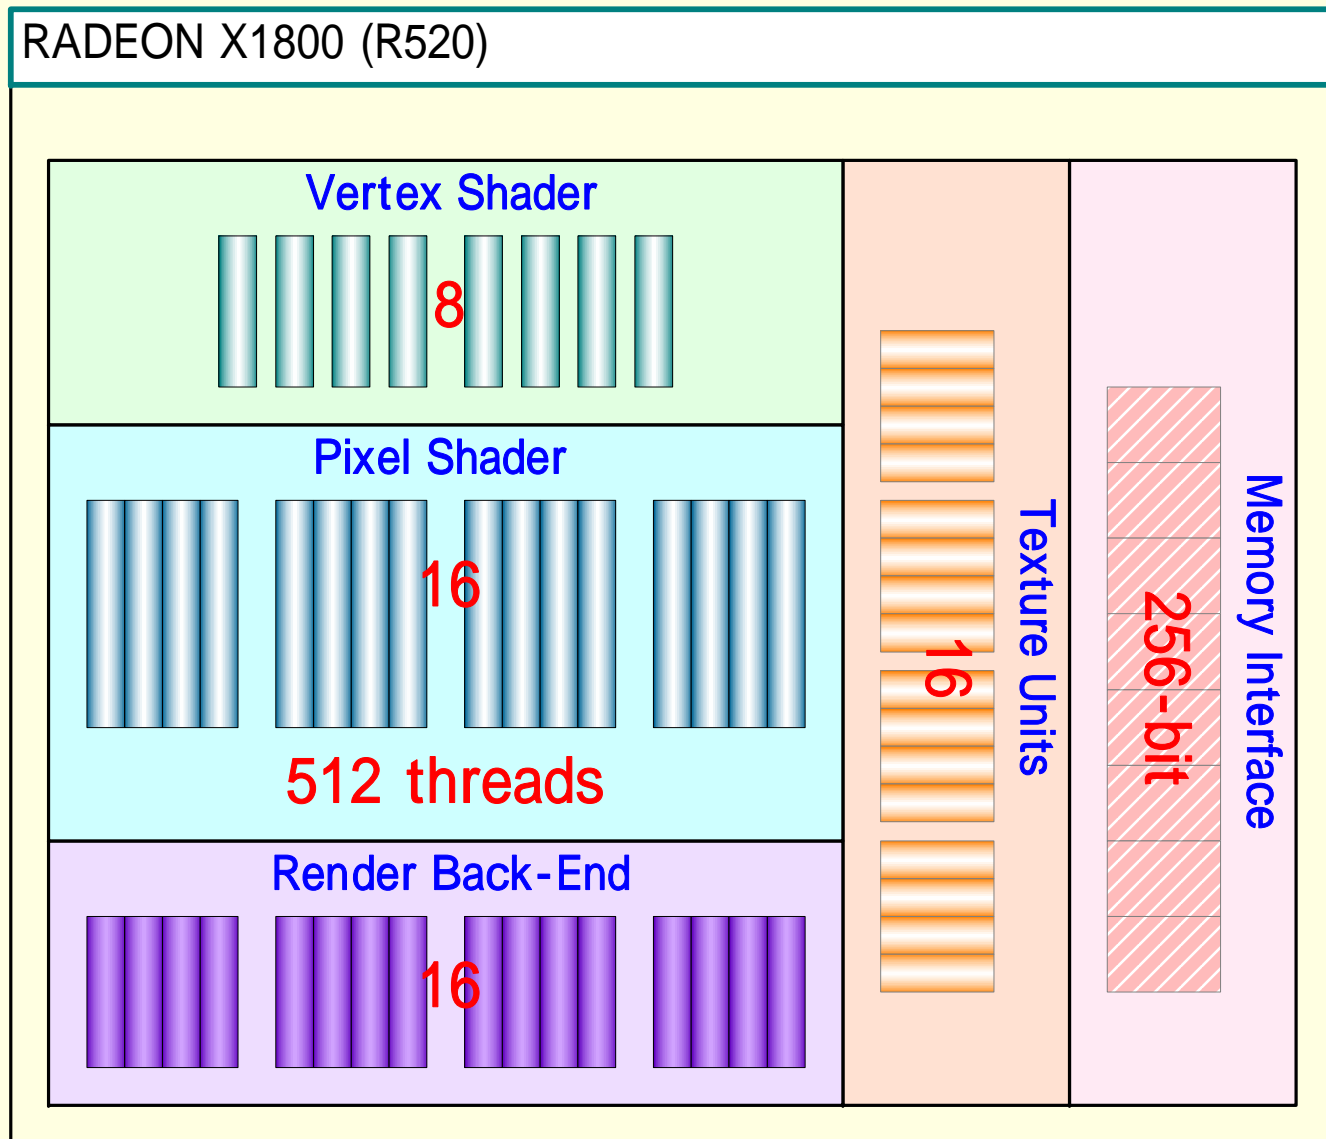 RADEON X1800 (R520)
Vertex Shader
8
Pixel Shader
16
512 threads
Render Back-End
16
Texture Units
16
Memory Interface
256-bit